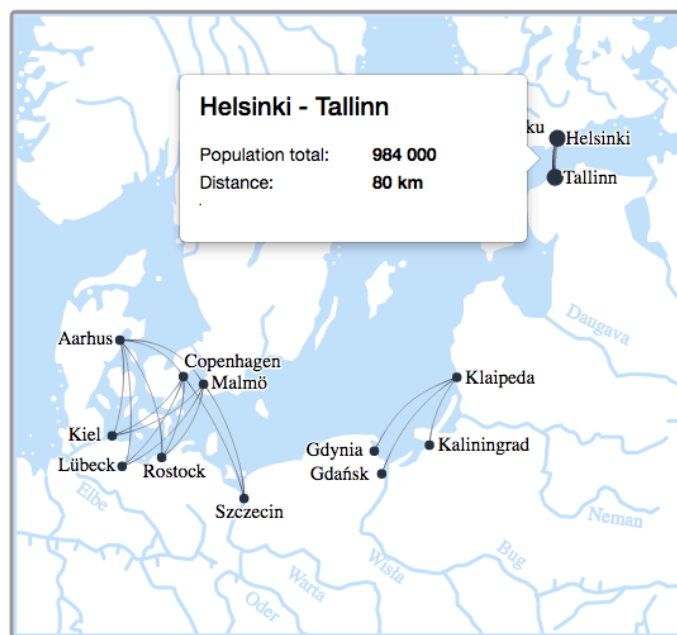 Helsinki - Tallinn
Population total: 984 000
Distance: 80 km
.
ku
Helsinki
Tallinn
Daugava
Aarhus
Copenhagen
Malmö
Klaipeda
Kiel
Gdynia
Kaliningrad
Lübeck
Rostock
Gdańsk
Elbe
Szczecin
Neman
Bug
Wisła
Warta
Oder